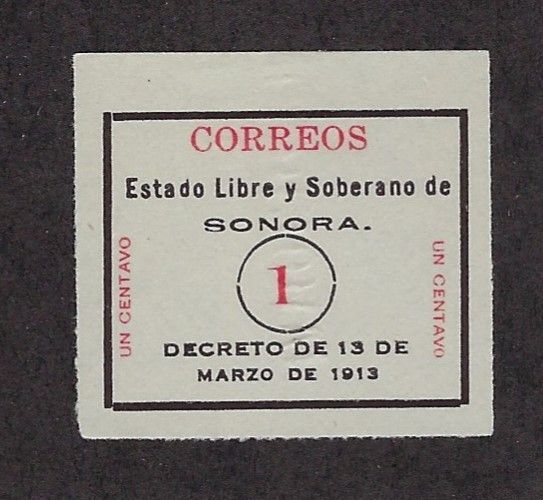 CORREOS
Estado Libre y Soberano de
SONORA.
UN CENTAVO
1
UN CENTAVO
DECRETO DE 13 DE
MARZO DE 1913